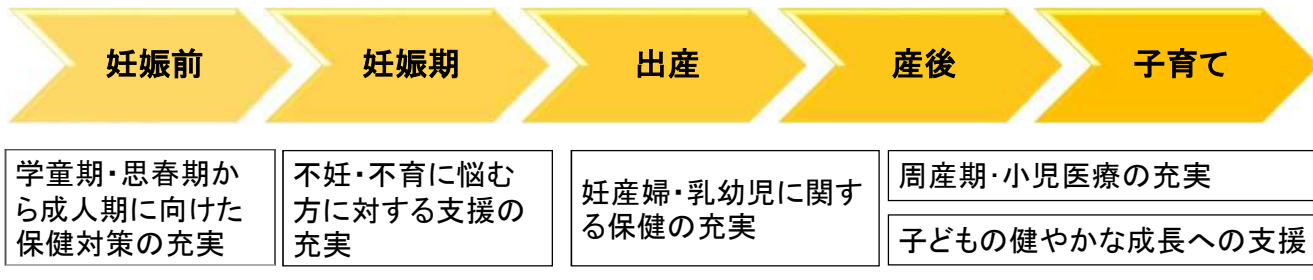 妊娠前
妊娠期
出産
産後
子育て
学童期・思春期か
ら成人期に向けた
保健対策の充実
不妊・不育に悩む
方に対する支援の
充実
妊産婦・乳幼児に関す
る保健の充実
周産期・小児医療の充実
子どもの健やかな成長への支援